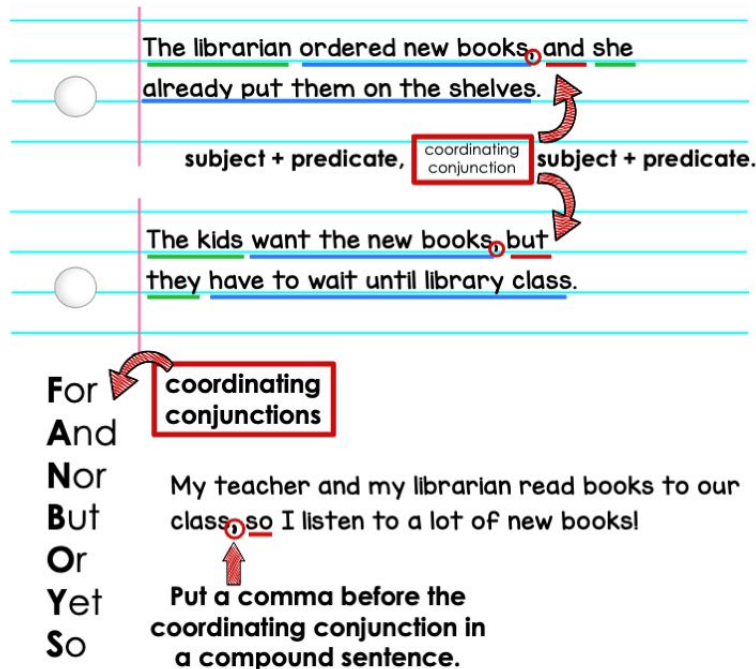 The librarian ordered new books, and she
already put them on the shelves.
subject + predicate, coordinating conjunction subject + predicate.
The kids want the new books, but
they have to wait until library class.
coordinating
conjunctions
For
And
Nor
But
Or
Yet
So
My teacher and my librarian read books to our
class, so I listen to a lot of new books!
Put a comma before the
coordinating conjunction in
a compound sentence.